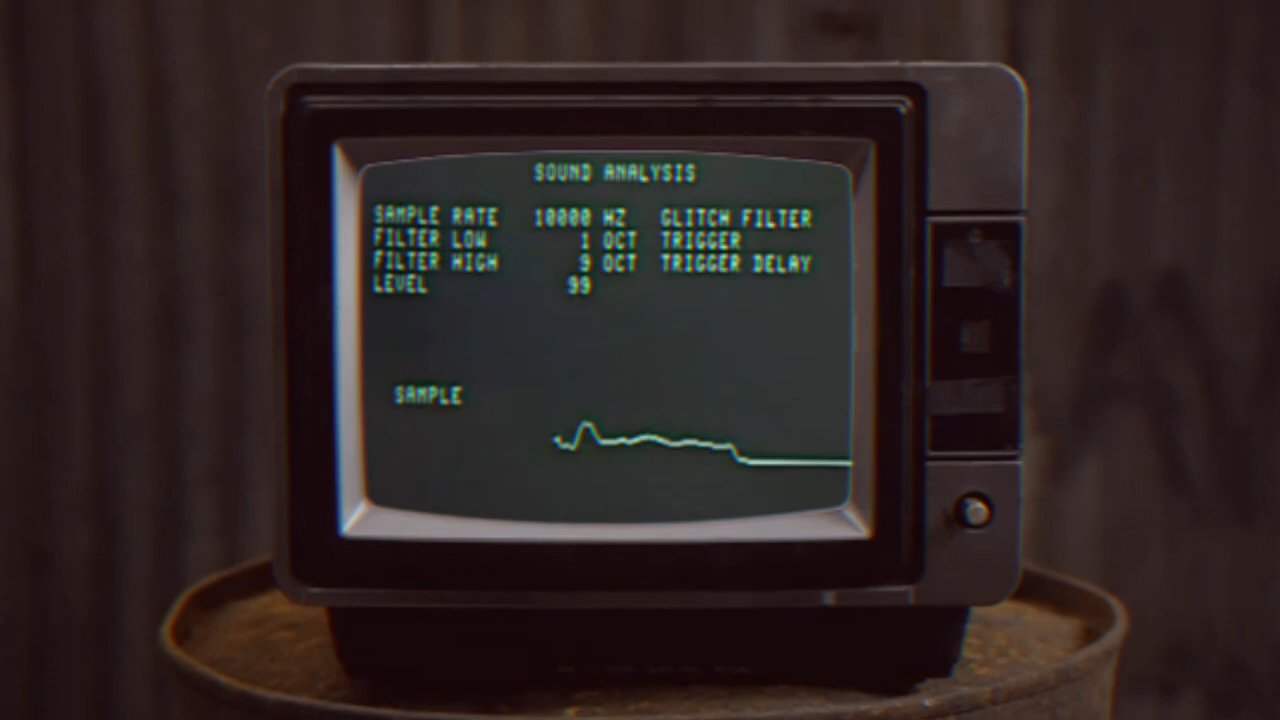 SOUND ANALYSIS
SAMPLE RATE 10000 HZ GLITCH FILTER
FILTER LOW 1 OCT TRIGGER
FILTER HIGH 9 OCT TRIGGER DELAY
LEVEL 99
SAMPLE